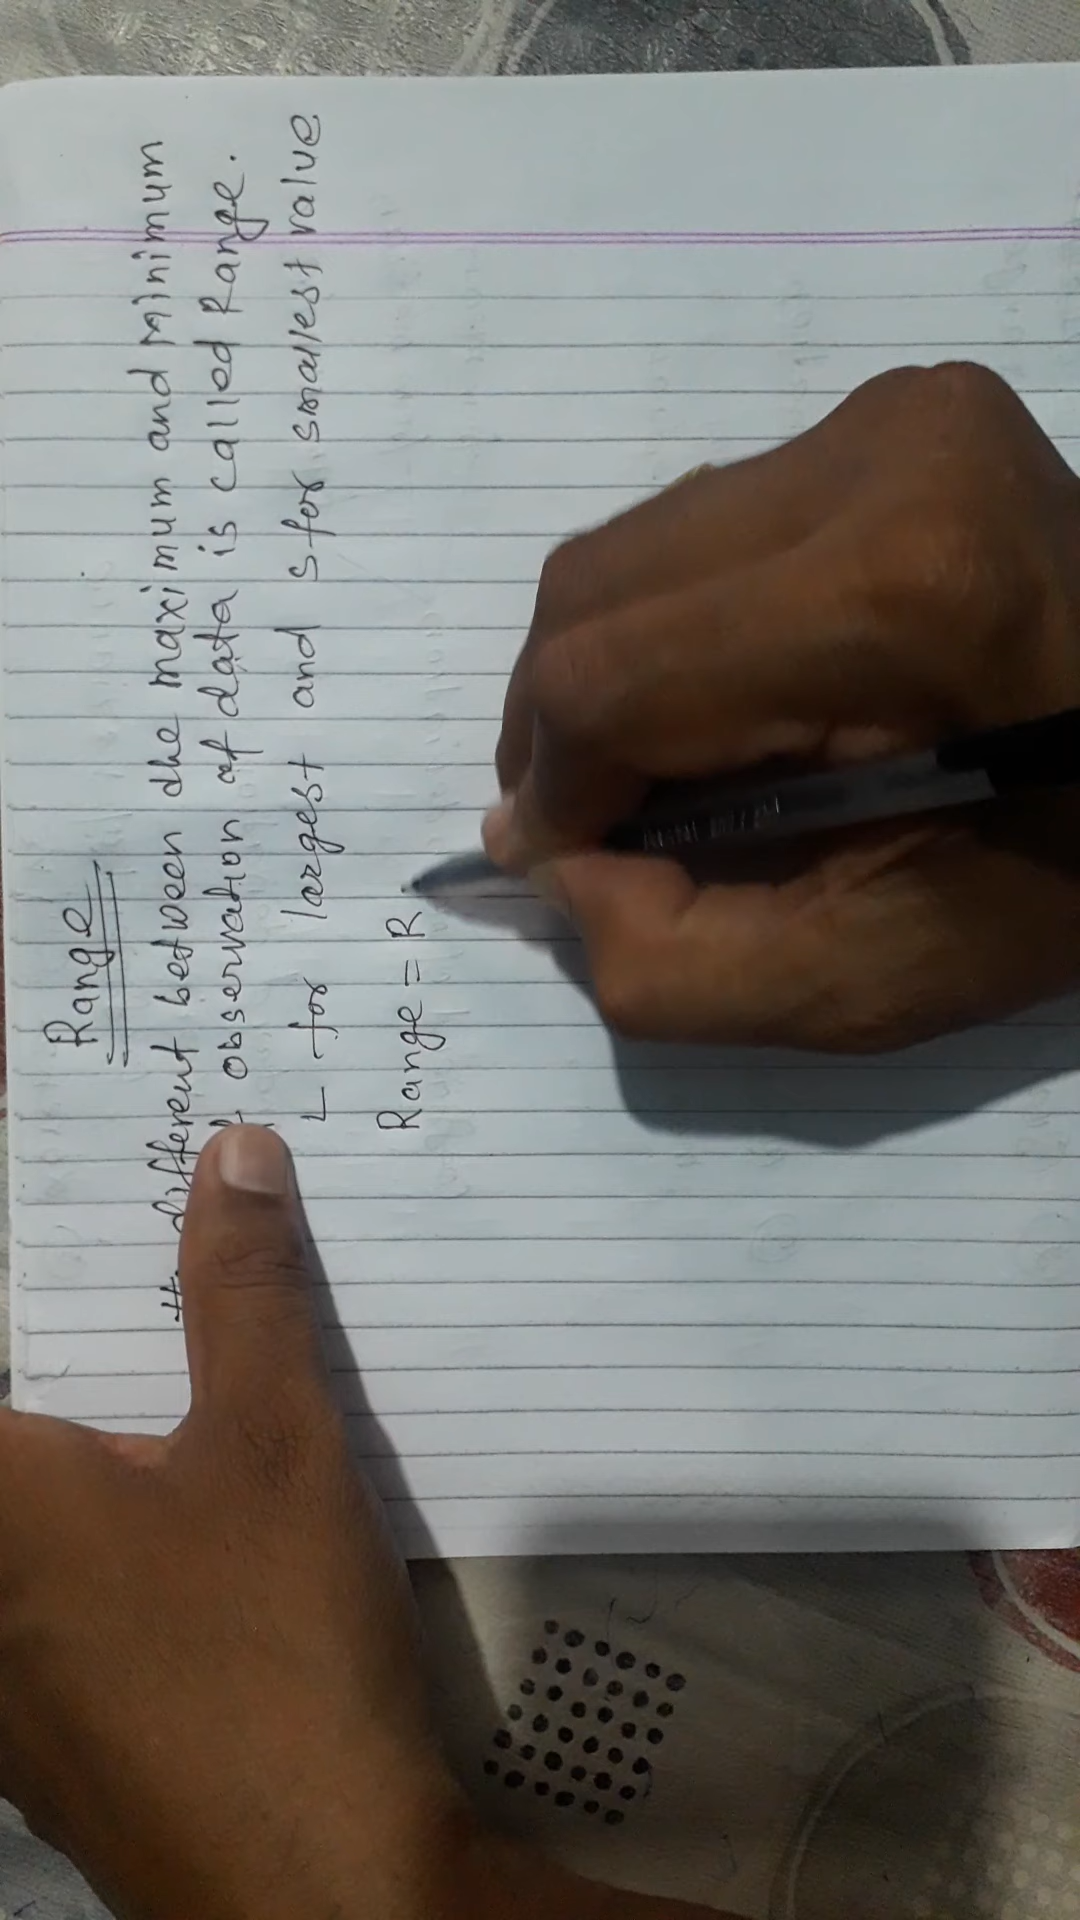 Range
#. different between the maximum and Minimum
of observation of data is called Range.
L for largest and S for smallest value
Range = R